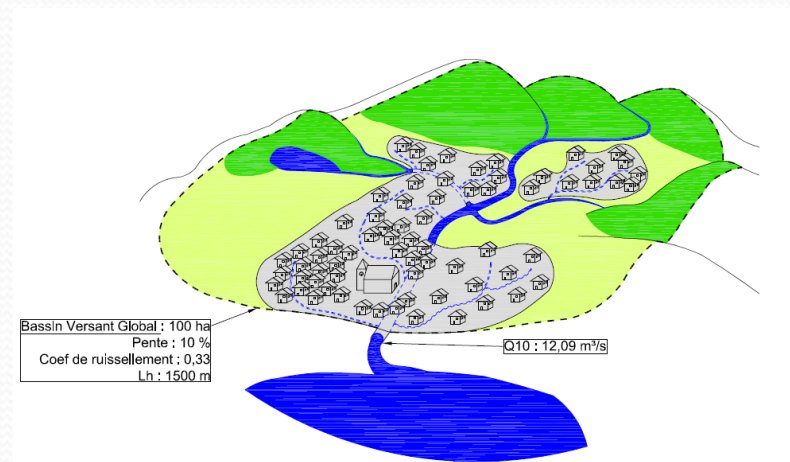 Bassin Versant Global : 100 ha
Pente : 10 %
Coef de ruissellement : 0,33
Lh : 1500 m
Q10 : 12,09 m³/s